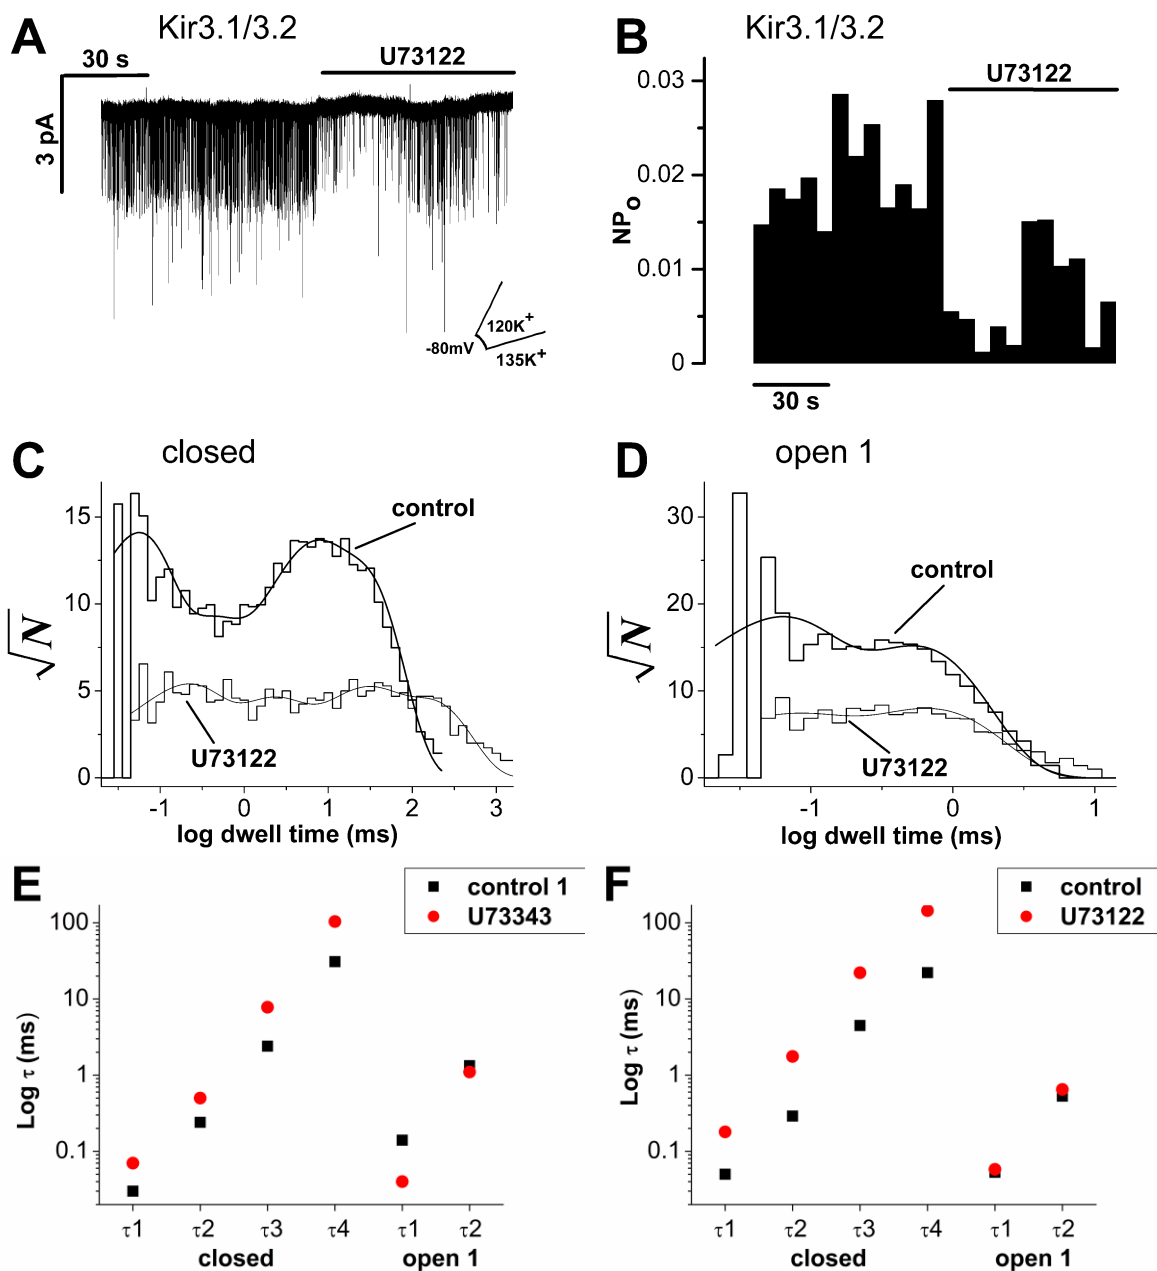 A
Kir3.1/3.2
30 s
U73122
3 pA
-80mV
120K+
135K+
B
Kir3.1/3.2
U73122
0.03
0.02
0.01
0
NPo
30 s
C
closed
control
U73122
15
10
5
0
√N
-1 0 1 2 3
log dwell time (ms)
D
open 1
control
U73122
30
20
10
0
√N
-1 0 1
log dwell time (ms)
E
control 1
U73343
100
10
1
0.1
Log τ (ms)
τ1 τ2 τ3 τ4 τ1 τ2
closed open 1
F
control
U73122
100
10
1
0.1
Log τ (ms)
τ1 τ2 τ3 τ4 τ1 τ2
closed open 1